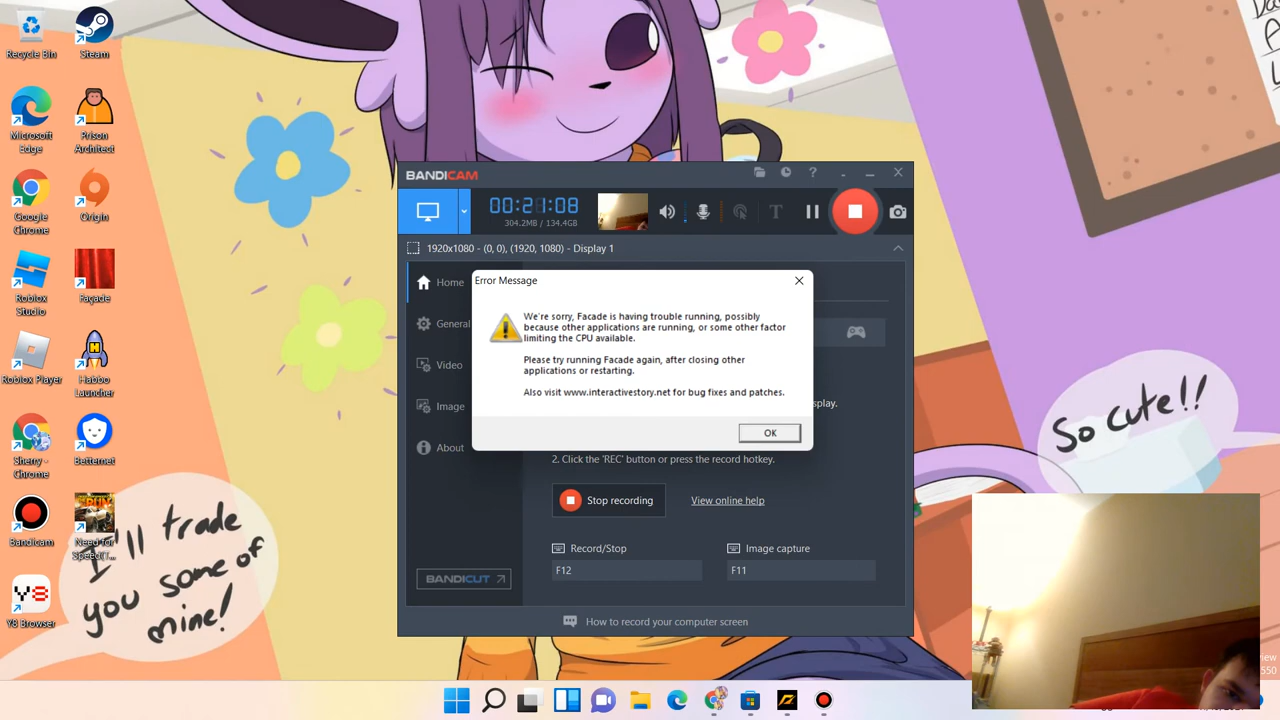 Recycle Bin
Steam
Microsoft
Edge
Prison
Architect
Google
Chrome
Origin
Roblox
Studio
Façade
Roblox Player
Habbo
Launcher
Sherry -
Chrome
Betternet
Bandicam
Need for
Y8 Browser
I'll trade
you some of
mine!
So cute!!
BANDICAM
?
00:21:08
304.2MB / 134.4GB
T
1920x1080 - (0, 0), (1920, 1080) - Display 1
Home
General
Video
Image
About
Error Message
We're sorry, Facade is having trouble running, possibly
because other applications are running, or some other factor
limiting the CPU available.
Please try running Facade again, after closing other
applications or restarting.
Also visit www.interactivestory.net for bug fixes and patches.
OK
splay.
2. Click the 'REC' button or press the record hotkey.
Stop recording
View online help
Record/Stop
Image capture
F12
F11
BANDICUT
How to record your computer screen
view
550